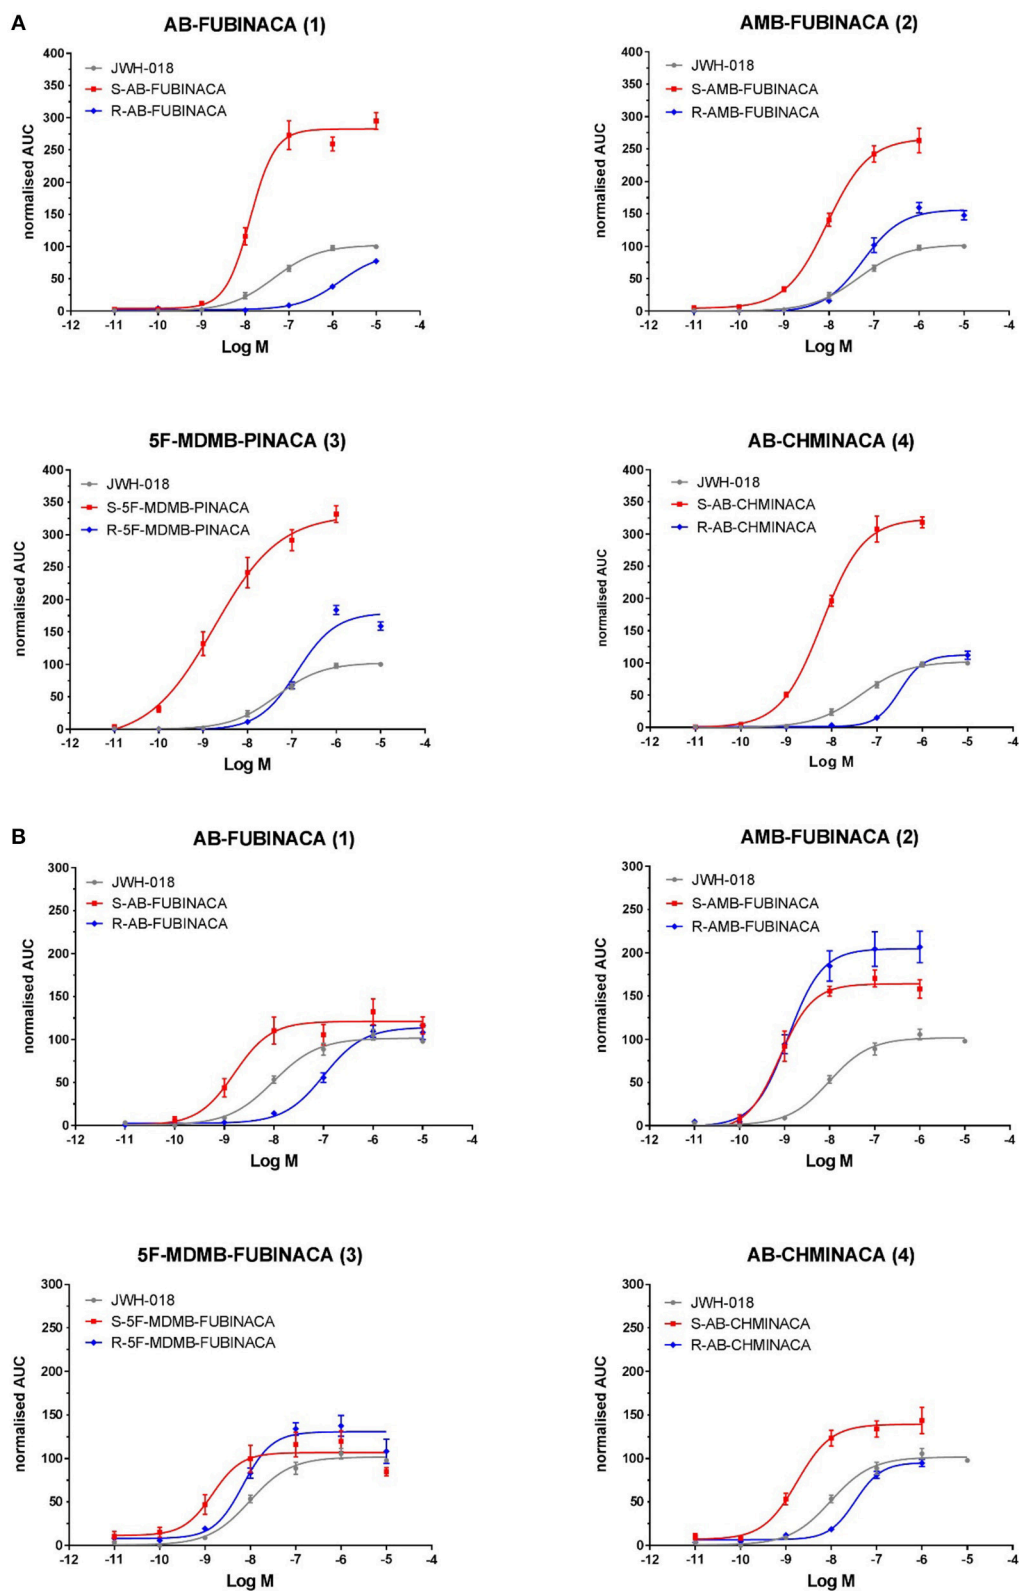 A
AB-FUBINACA (1)
JWH-018
S-AB-FUBINACA
R-AB-FUBINACA
normalised AUC
400
350
300
250
200
150
100
50
0
-12 -11 -10 -9 -8 -7 -6 -5 -4
Log M
AMB-FUBINACA (2)
JWH-018
S-AMB-FUBINACA
R-AMB-FUBINACA
normalised AUC
400
350
300
250
200
150
100
50
0
-12 -11 -10 -9 -8 -7 -6 -5 -4
Log M
5F-MDMB-PINACA (3)
JWH-018
S-5F-MDMB-PINACA
R-5F-MDMB-PINACA
normalised AUC
400
350
300
250
200
150
100
50
0
-12 -11 -10 -9 -8 -7 -6 -5 -4
Log M
AB-CHMINACA (4)
JWH-018
S-AB-CHMINACA
R-AB-CHMINACA
normalised AUC
400
350
300
250
200
150
100
50
0
-12 -11 -10 -9 -8 -7 -6 -5 -4
Log M
B
AB-FUBINACA (1)
JWH-018
S-AB-FUBINACA
R-AB-FUBINACA
normalised AUC
300
250
200
150
100
50
0
-12 -11 -10 -9 -8 -7 -6 -5 -4
Log M
AMB-FUBINACA (2)
JWH-018
S-AMB-FUBINACA
R-AMB-FUBINACA
normalised AUC
300
250
200
150
100
50
0
-12 -11 -10 -9 -8 -7 -6 -5 -4
Log M
5F-MDMB-FUBINACA (3)
JWH-018
S-5F-MDMB-FUBINACA
R-5F-MDMB-FUBINACA
normalised AUC
300
250
200
150
100
50
0
-12 -11 -10 -9 -8 -7 -6 -5 -4
Log M
AB-CHMINACA (4)
JWH-018
S-AB-CHMINACA
R-AB-CHMINACA
normalised AUC
300
250
200
150
100
50
0
-12 -11 -10 -9 -8 -7 -6 -5 -4
Log M